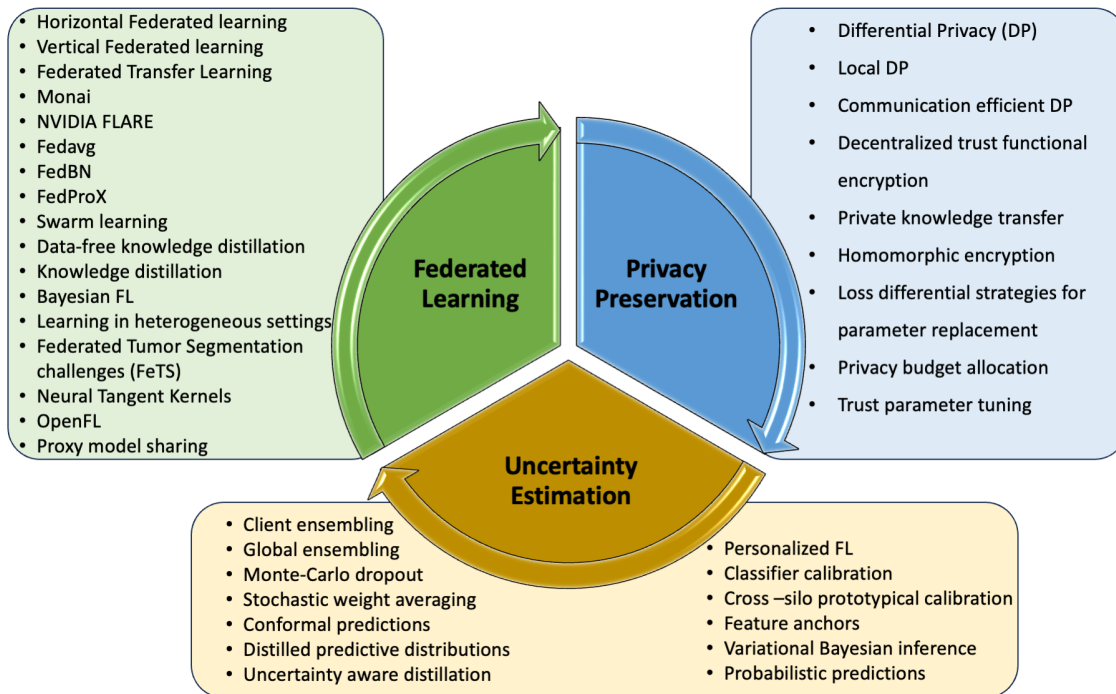 • Horizontal Federated learning
• Vertical Federated learning
• Federated Transfer Learning
• Monai
• NVIDIA FLARE
• Fedavg
• FedBN
• FedProX
• Swarm learning
• Data-free knowledge distillation
• Knowledge distillation
• Bayesian FL
• Learning in heterogeneous settings
• Federated Tumor Segmentation
challenges (FeTS)
• Neural Tangent Kernels
• OpenFL
• Proxy model sharing
Federated
Learning
Privacy
Preservation
• Differential Privacy (DP)
• Local DP
• Communication efficient DP
• Decentralized trust functional
encryption
• Private knowledge transfer
• Homomorphic encryption
• Loss differential strategies for
parameter replacement
• Privacy budget allocation
• Trust parameter tuning
Uncertainty
Estimation
• Client ensembling
• Global ensembling
• Monte-Carlo dropout
• Stochastic weight averaging
• Conformal predictions
• Distilled predictive distributions
• Uncertainty aware distillation
• Personalized FL
• Classifier calibration
• Cross –silo prototypical calibration
• Feature anchors
• Variational Bayesian inference
• Probabilistic predictions